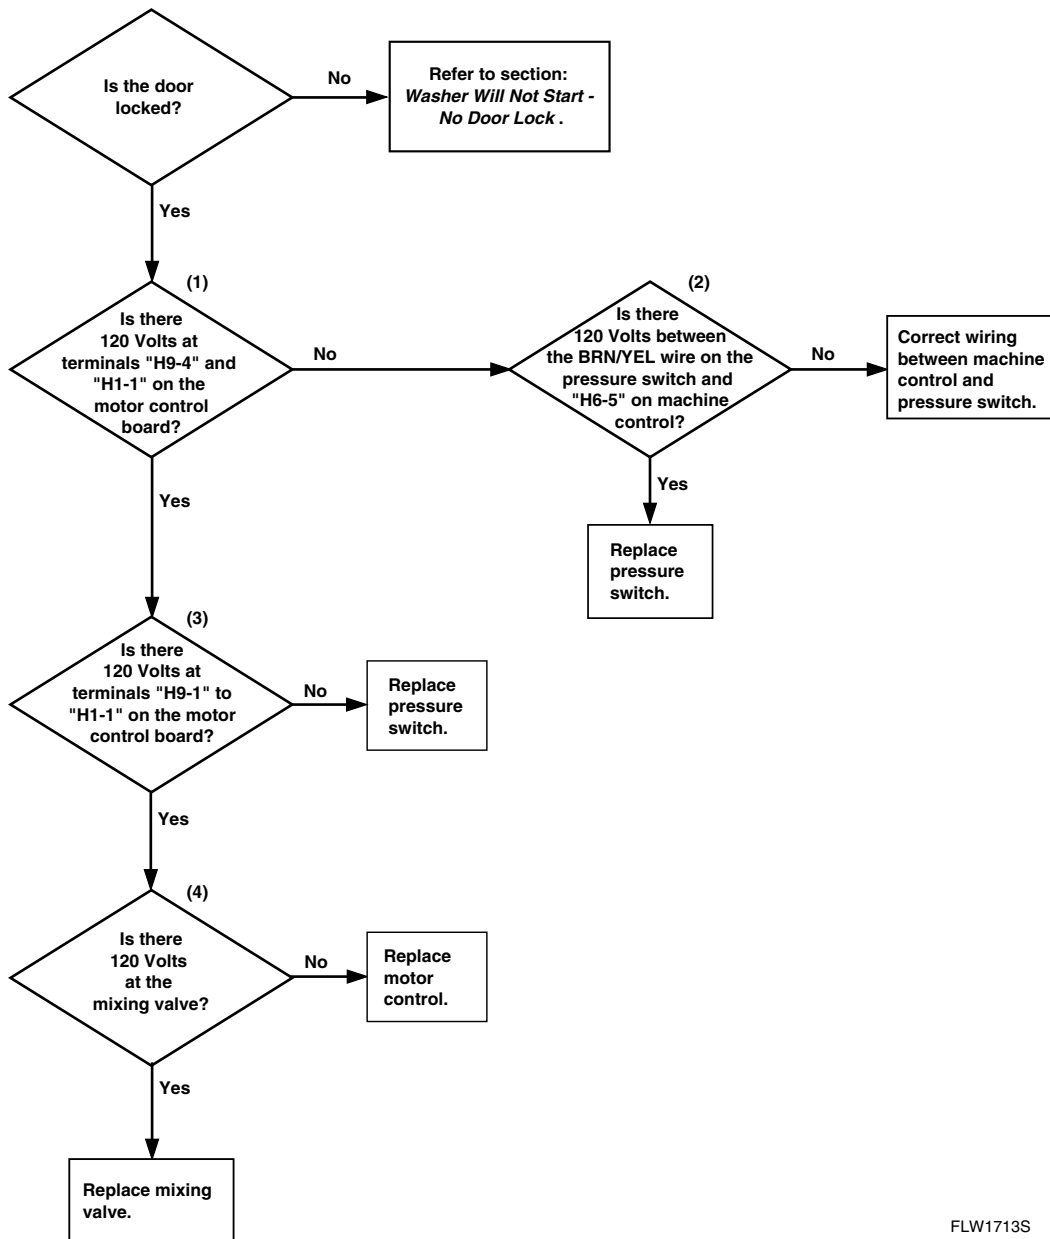 Is the door
locked?
No
Refer to section:
Washer Will Not Start -
No Door Lock .
Yes
(1)
Is there
120 Volts at
terminals "H9-4" and
"H1-1" on the
motor control
board?
No
(2)
Is there
120 Volts between
the BRN/YEL wire on the
pressure switch and
"H6-5" on machine
control?
No
Correct wiring
between machine
control and
pressure switch.
Yes
Yes
Replace
pressure
switch.
(3)
Is there
120 Volts at
terminals "H9-1" to
"H1-1" on the motor
control board?
No
Replace
pressure
switch.
Yes
(4)
Is there
120 Volts
at the
mixing valve?
No
Replace
motor
control.
Yes
Replace mixing
valve.
FLW1713S